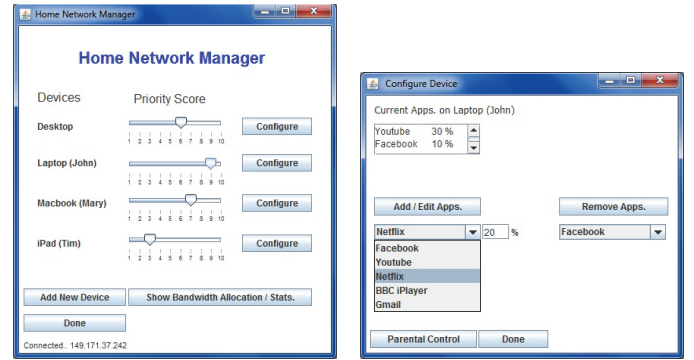 Home Network Manager
Home Network Manager
Devices Priority Score
Desktop Configure
1 2 3 4 5 6 7 8 9 10
Laptop (John) Configure
1 2 3 4 5 6 7 8 9 10
Macbook (Mary) Configure
1 2 3 4 5 6 7 8 9 10
iPad (Tim) Configure
1 2 3 4 5 6 7 8 9 10
Add New Device Show Bandwidth Allocation / Stats.
Done
Connected.. 149.171.37.242
Configure Device
Current Apps. on Laptop (John)
Youtube 30 %
Facebook 10 %
Add / Edit Apps. Remove Apps.
Netflix 20 % Facebook
Facebook
Youtube
Netflix
BBC iPlayer
Gmail
Parental Control Done